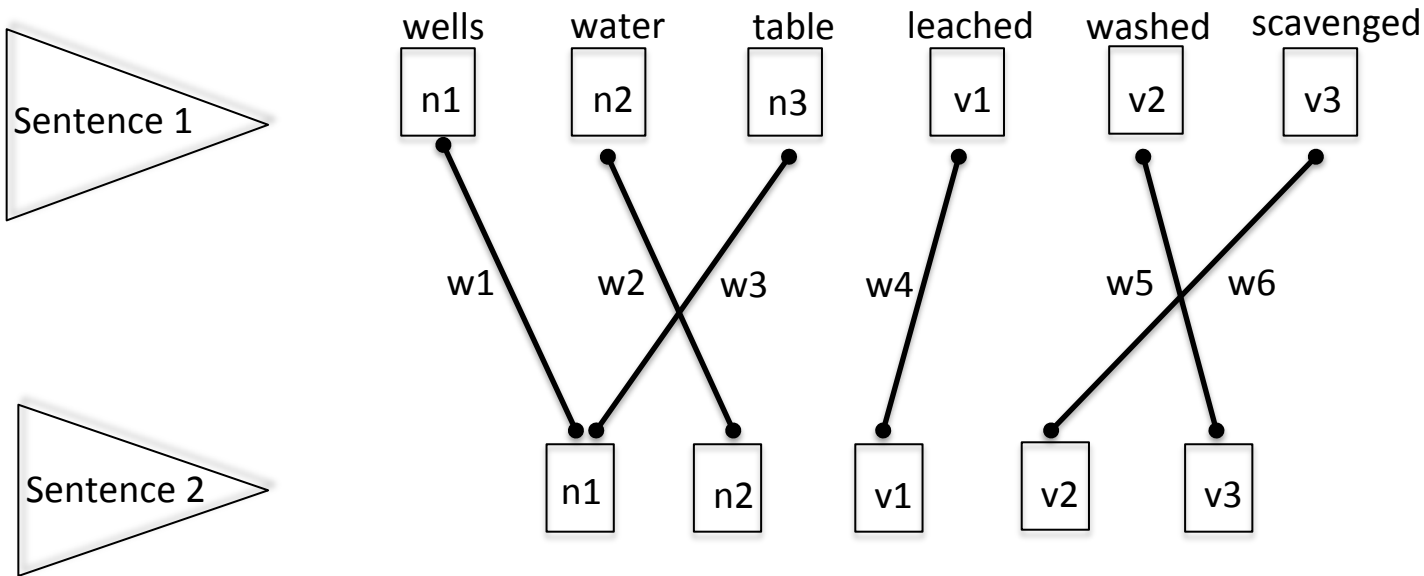 wells water table leached washed scavenged
Sentence 1 n1 n2 n3 v1 v2 v3
w1 w2 w3 w4 w5 w6
Sentence 2 n1 n2 v1 v2 v3